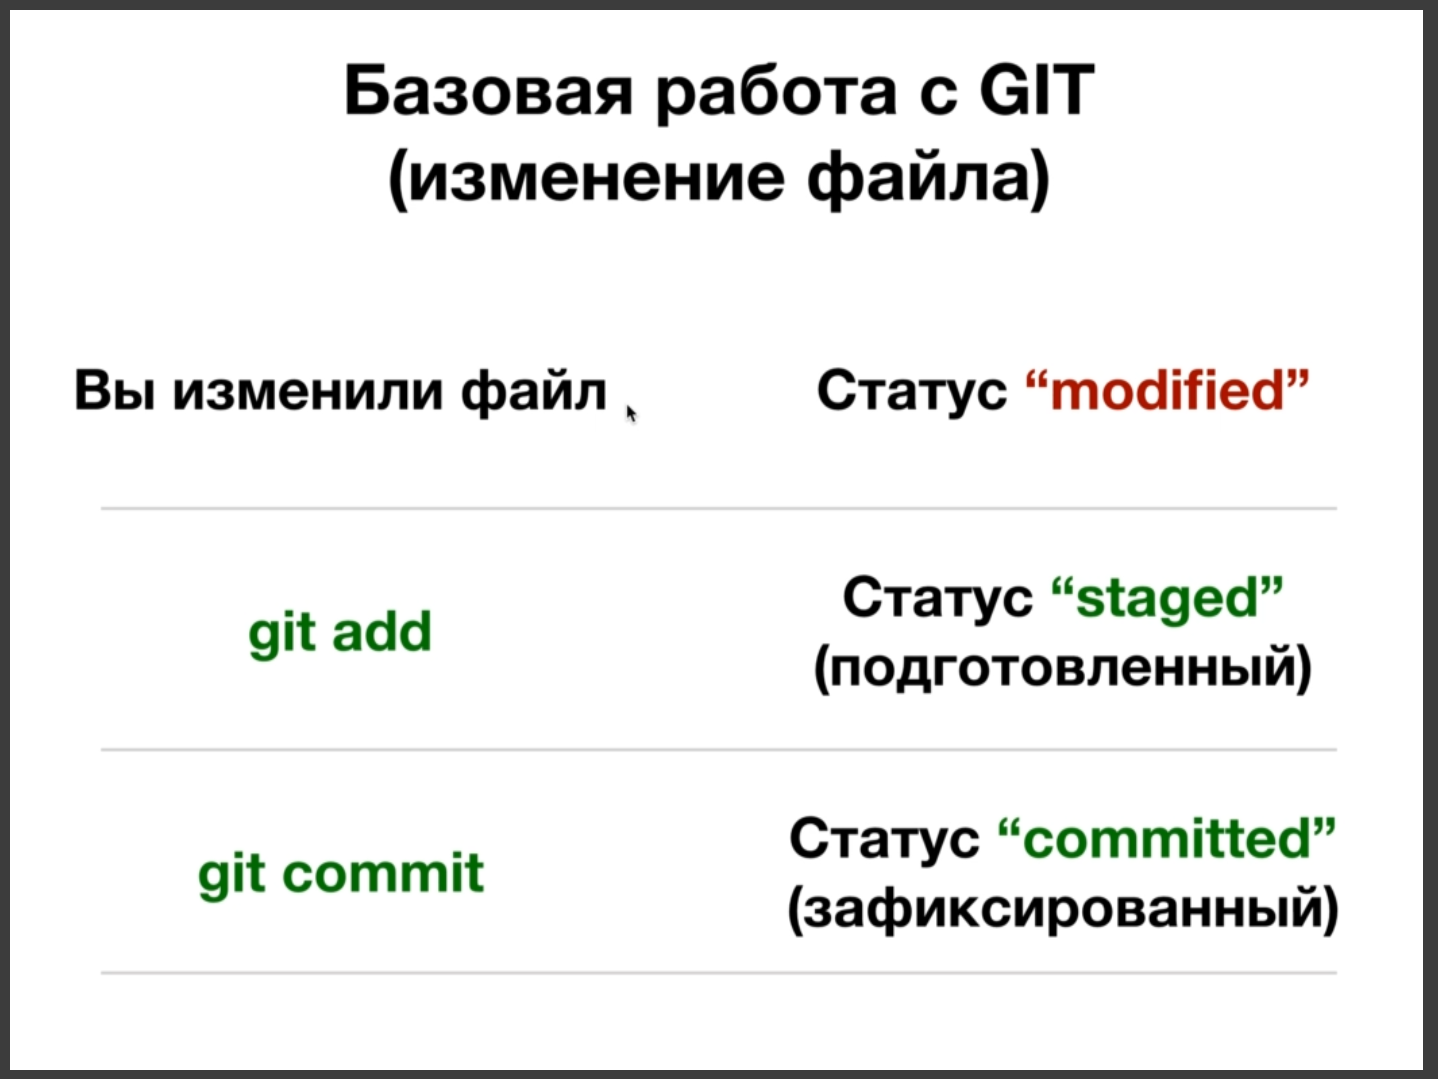 Базовая работа с GIT
(изменение файла)
Вы изменили файл
Статус “modified”
git add
Статус “staged”
(подготовленный)
git commit
Статус “committed”
(зафиксированный)